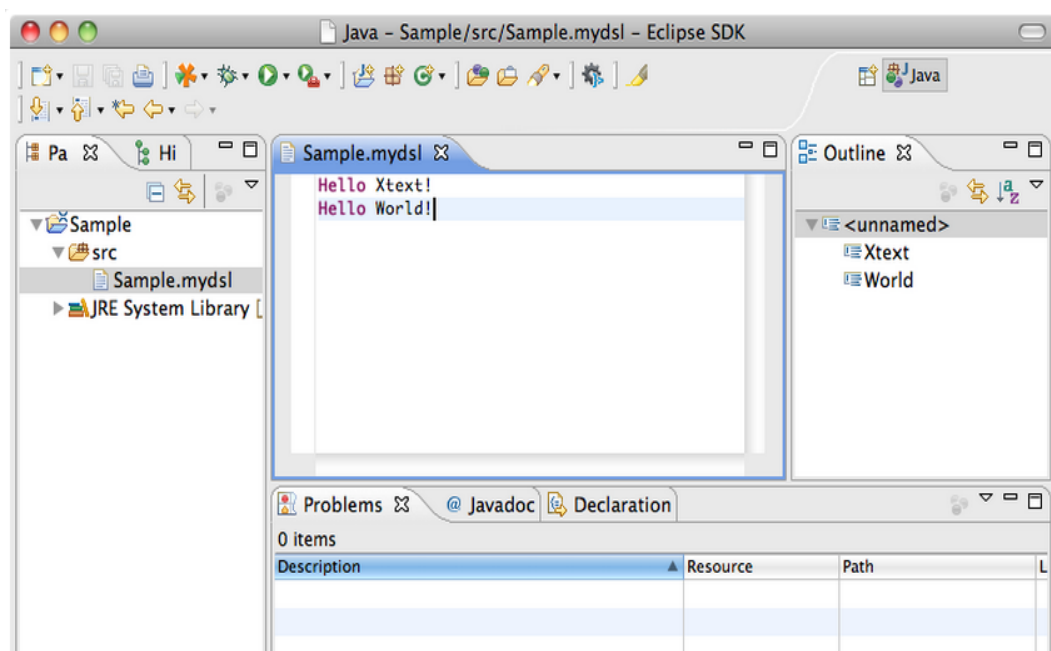 Java – Sample/src/Sample.mydsl – Eclipse SDK
Java
Pa
Hi
Sample
src
Sample.mydsl
JRE System Library [
Sample.mydsl
Hello Xtext!
Hello World!
Outline
<unnamed>
Xtext
World
Problems @ Javadoc Declaration
0 items
Description Resource Path L